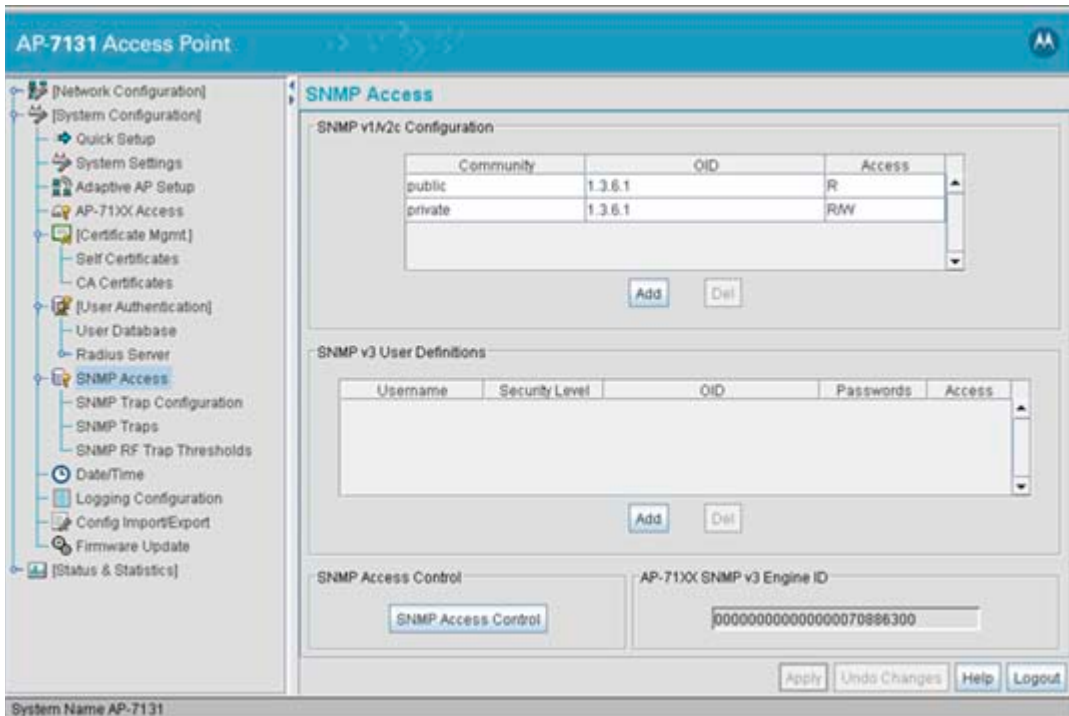 AP-7131 Access Point
[Network Configuration]
[System Configuration]
Quick Setup
System Settings
Adaptive AP Setup
AP-71XX Access
[Certificate Mgmt.]
Self Certificates
CA Certificates
[User Authentication]
User Database
Radius Server
SNMP Access
SNMP Trap Configuration
SNMP Traps
SNMP RF Trap Thresholds
Date/Time
Logging Configuration
Config Import/Export
Firmware Update
[Status & Statistics]
SNMP Access
SNMP v1/v2c Configuration
Community OID Access
public 1.3.6.1 R
private 1.3.6.1 R/W
Add Del
SNMP v3 User Definitions
Username Security Level OID Passwords Access
Add Del
SNMP Access Control
SNMP Access Control
AP-71XX SNMP v3 Engine ID
000000000000000070886300
Apply Undo Changes Help Logout
System Name AP-7131